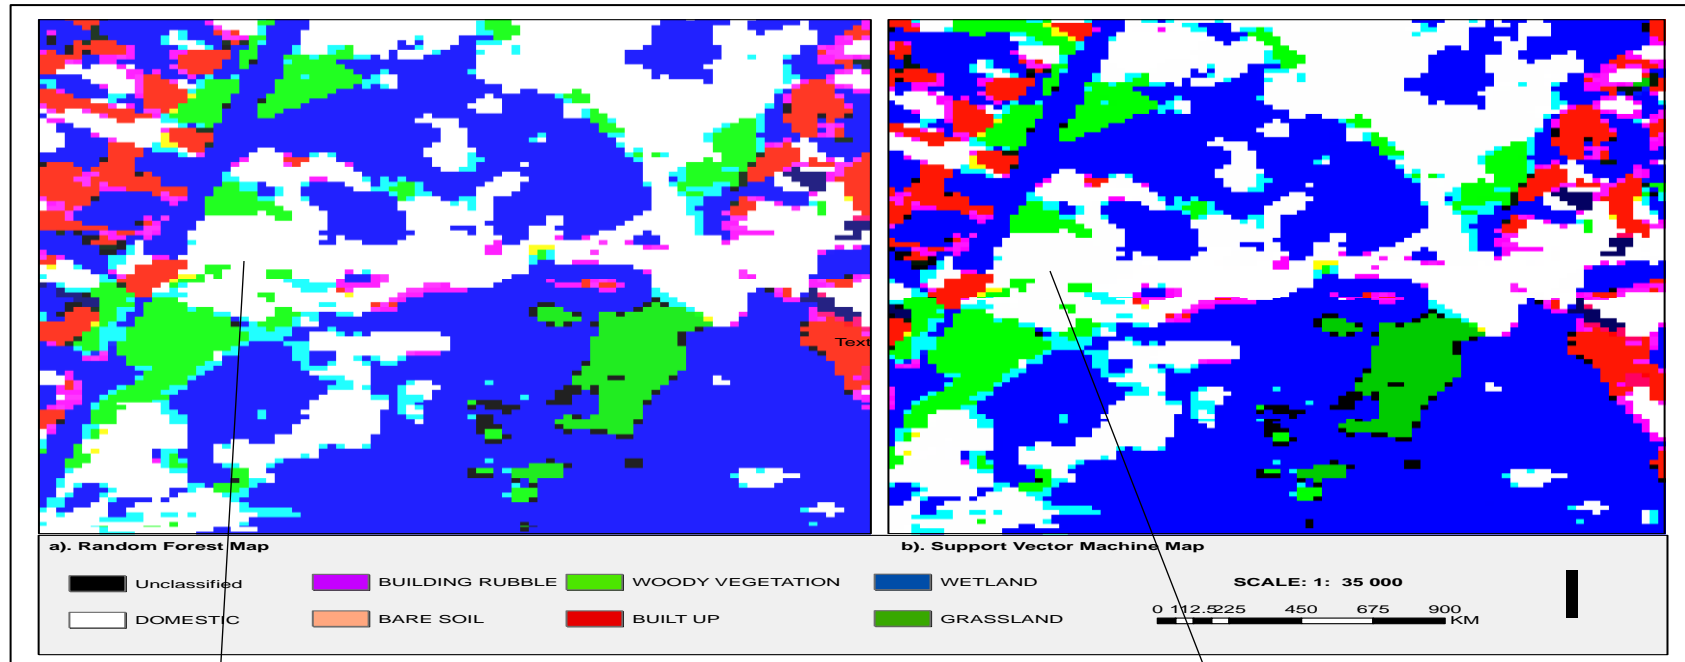 Text
a). Random Forest Map
b). Support Vector Machine Map
Unclassified
BUILDING RUBBLE
WOODY VEGETATION
WETLAND
SCALE: 1: 35 000
DOMESTIC
BARE SOIL
BUILT UP
GRASSLAND
0 112.5225 450 675 900
KM